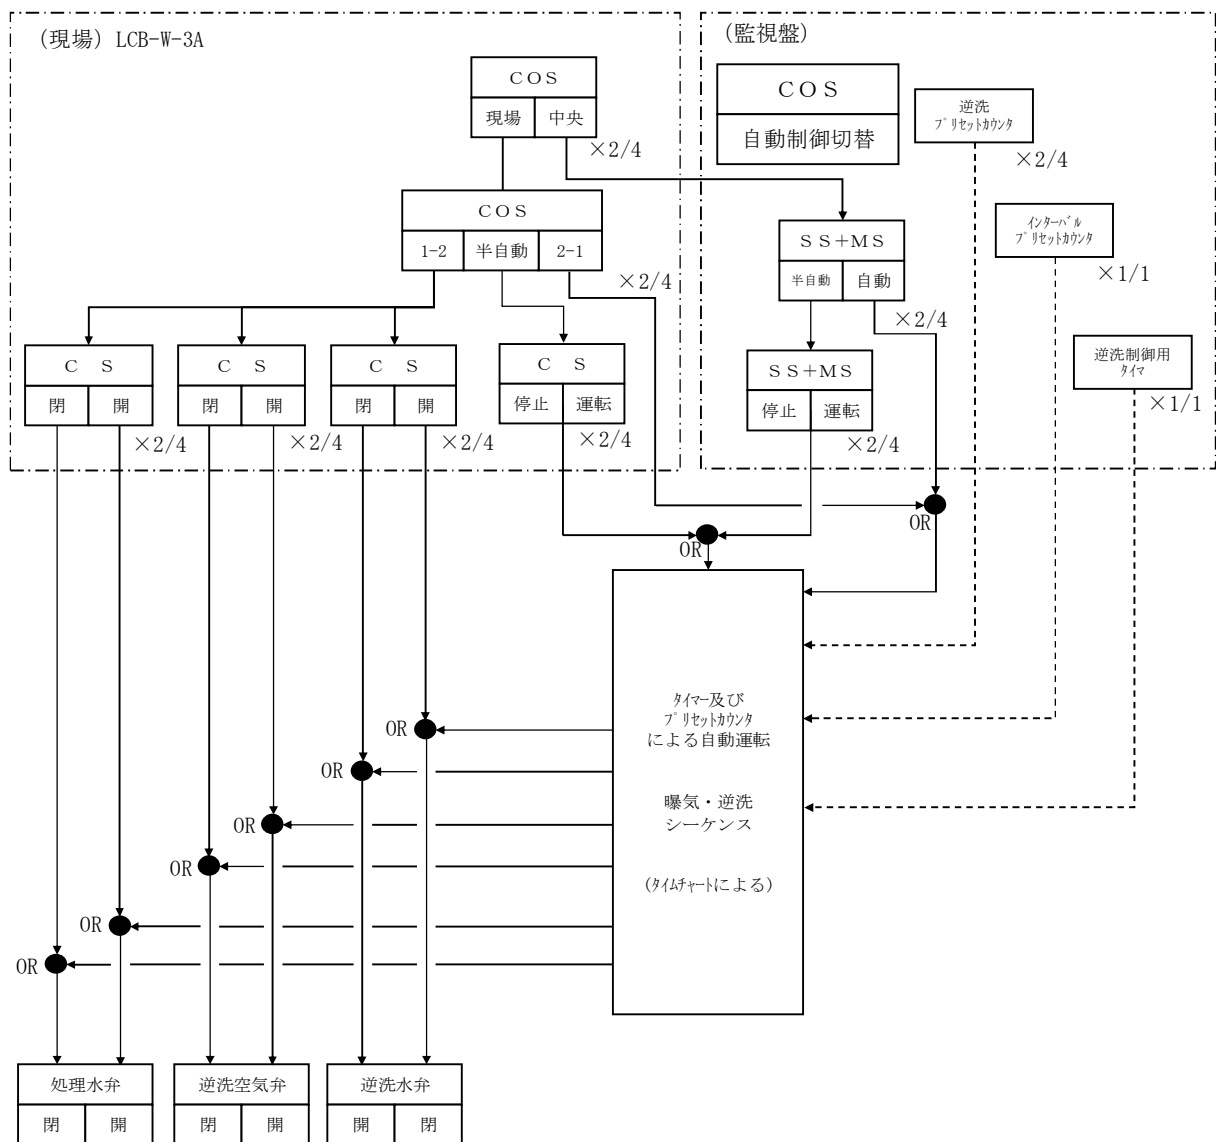 (現場) LCB-W-3A
(監視盤)
COS
現場 中央
×2/4
COS
自動制御切替
逆洗
プリセットカウンタ
×2/4
COS
1-2 半自動 2-1
×2/4
SS+MS
半自動 自動
×2/4
インターバル
プリセットカウンタ
×1/1
逆洗制御用
タイマ
×1/1
C S
閉 開
×2/4
C S
閉 開
×2/4
C S
閉 開
×2/4
C S
停止 運転
×2/4
SS+MS
停止 運転
×2/4
OR
OR
タイマー及び
プリセットカウンタ
による自動運転
曝気・逆洗
シーケンス
(タイムチャートによる)
OR
OR
OR
OR
OR
OR
処理水弁
閉 開
逆洗空気弁
閉 開
逆洗水弁
開 閉